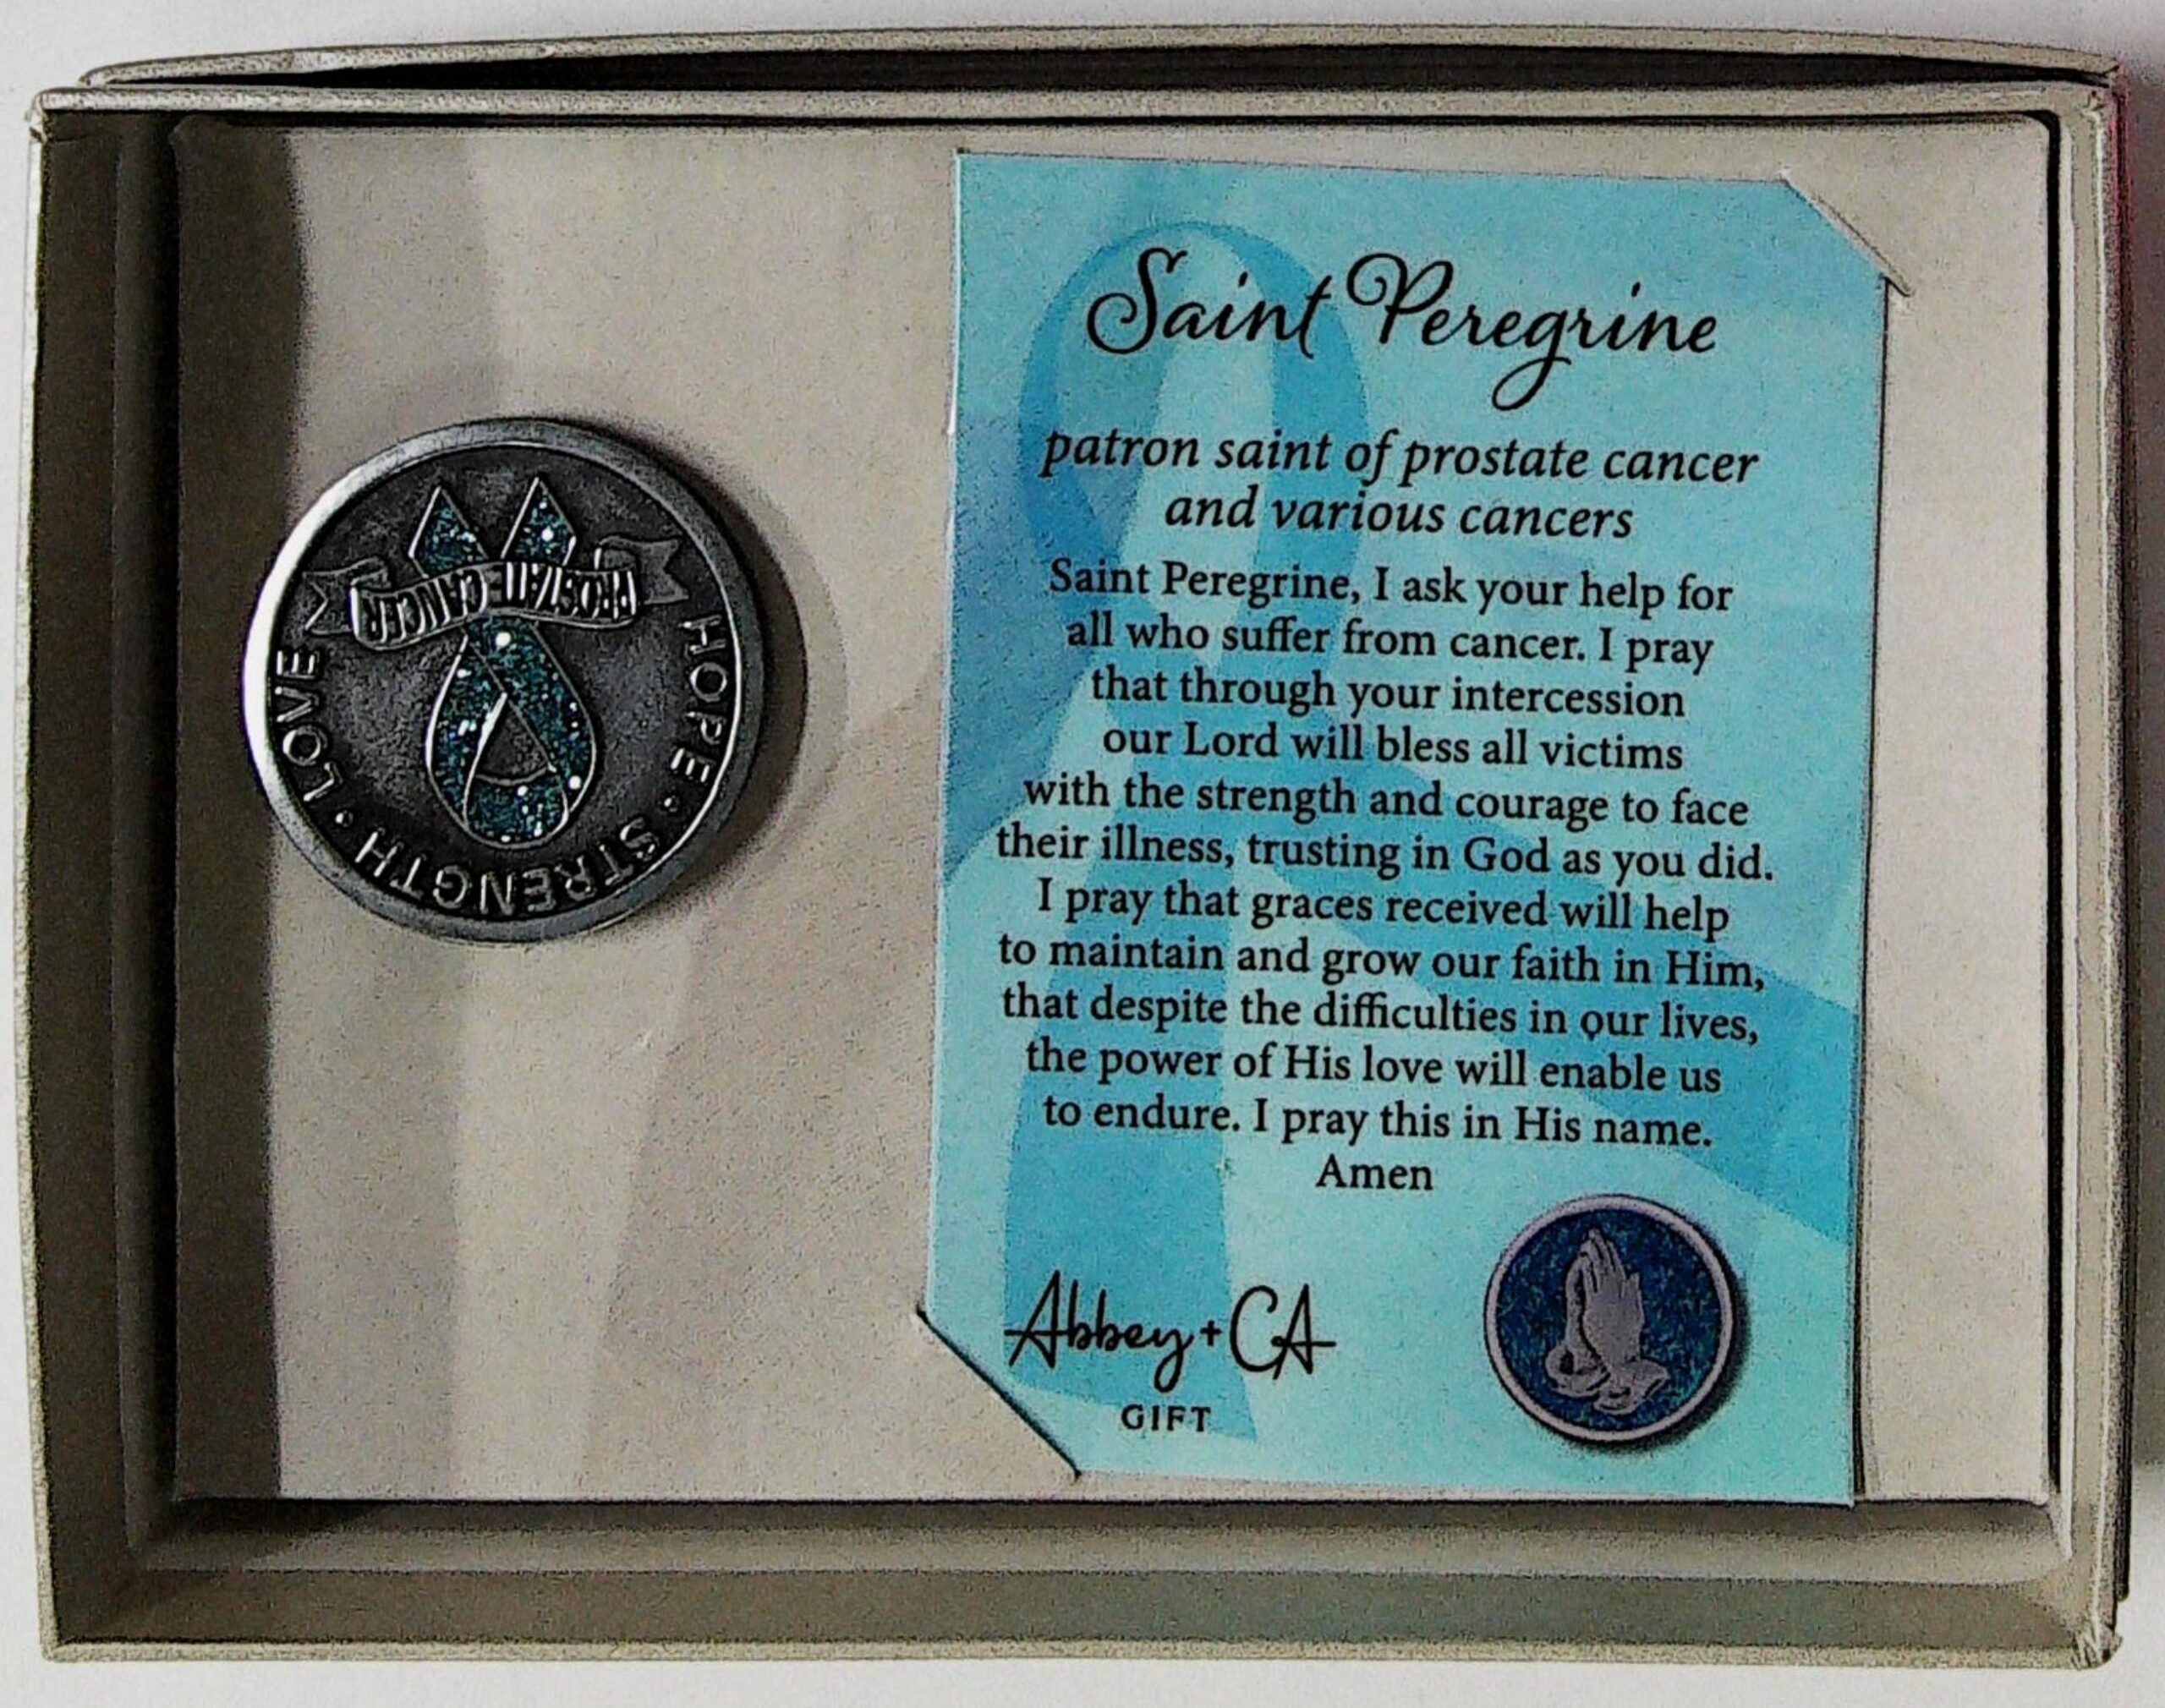 PROSTATE CANCER
HOPE • STRENGTH • LOVE
Saint Peregrine
patron saint of prostate cancer
and various cancers
Saint Peregrine, I ask your help for
all who suffer from cancer. I pray
that through your intercession
our Lord will bless all victims
with the strength and courage to face
their illness, trusting in God as you did.
I pray that graces received will help
to maintain and grow our faith in Him,
that despite the difficulties in our lives,
the power of His love will enable us
to endure. I pray this in His name.
Amen
Abbey + CA
GIFT